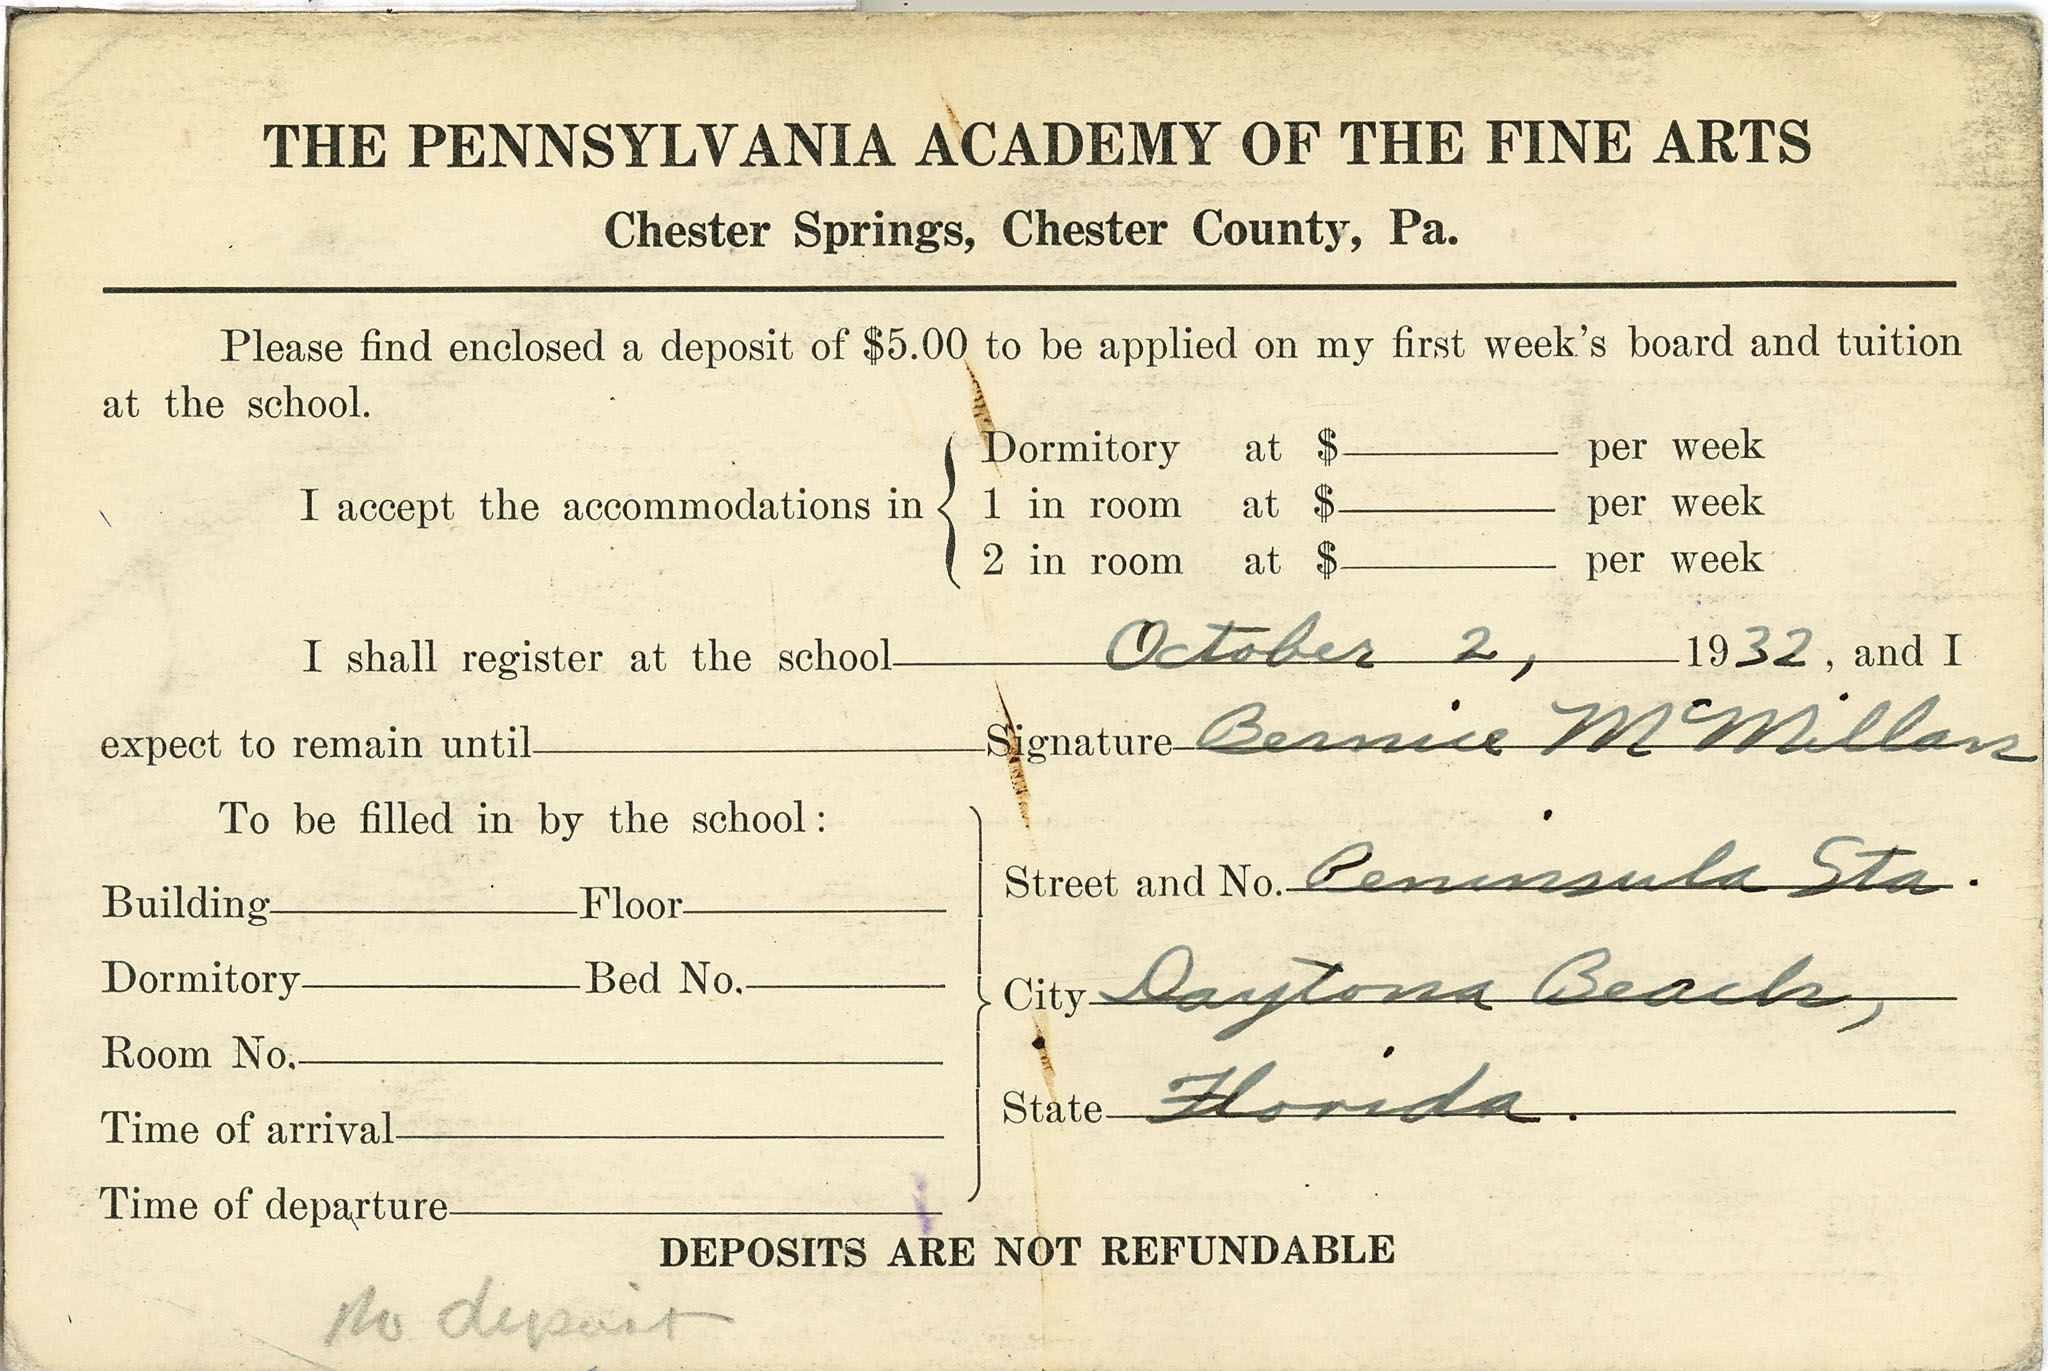 THE PENNSYLVANIA ACADEMY OF THE FINE ARTS
Chester Springs, Chester County, Pa.
Please find enclosed a deposit of $5.00 to be applied on my first week's board and tuition
at the school.
I accept the accommodations in { Dormitory at $ per week
1 in room at $ per week
2 in room at $ per week
I shall register at the school October 2, 1932, and I
expect to remain until Signature Bernice McMillan
To be filled in by the school:
Building Floor
Dormitory Bed No.
Room No.
Time of arrival
Time of departure
Street and No. Peninsula Sta.
City Daytona Beach,
State Florida.
DEPOSITS ARE NOT REFUNDABLE
No deposit